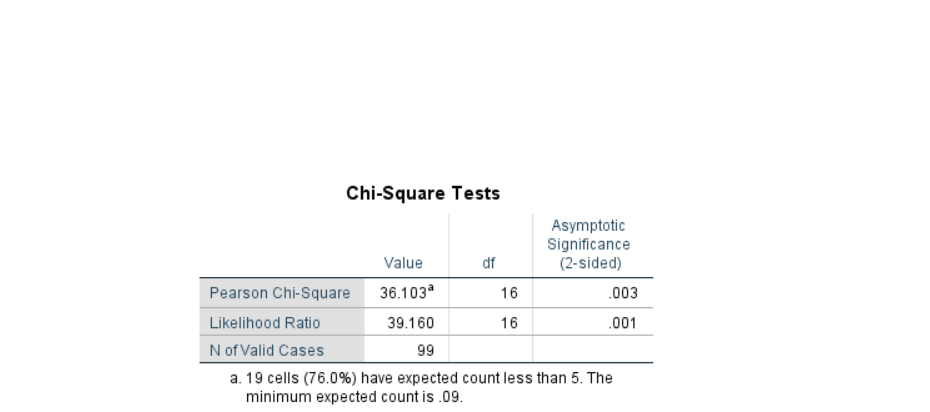 Chi-Square Tests
Value df Asymptotic Significance (2-sided)
Pearson Chi-Square 36.103a 16 .003
Likelihood Ratio 39.160 16 .001
N of Valid Cases 99
a. 19 cells (76.0%) have expected count less than 5. The
minimum expected count is .09.